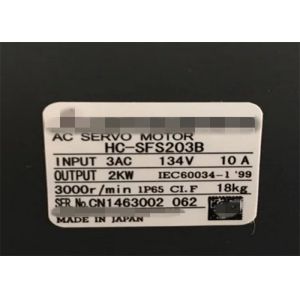 AC SERVO MOTOR
HC-SFS203B
INPUT 3AC 134V 10 A
OUTPUT 2KW IEC60034-1 '99
3000r/min IP65 CI.F 18kg
SER.No.CN1463002 062
MADE IN JAPAN